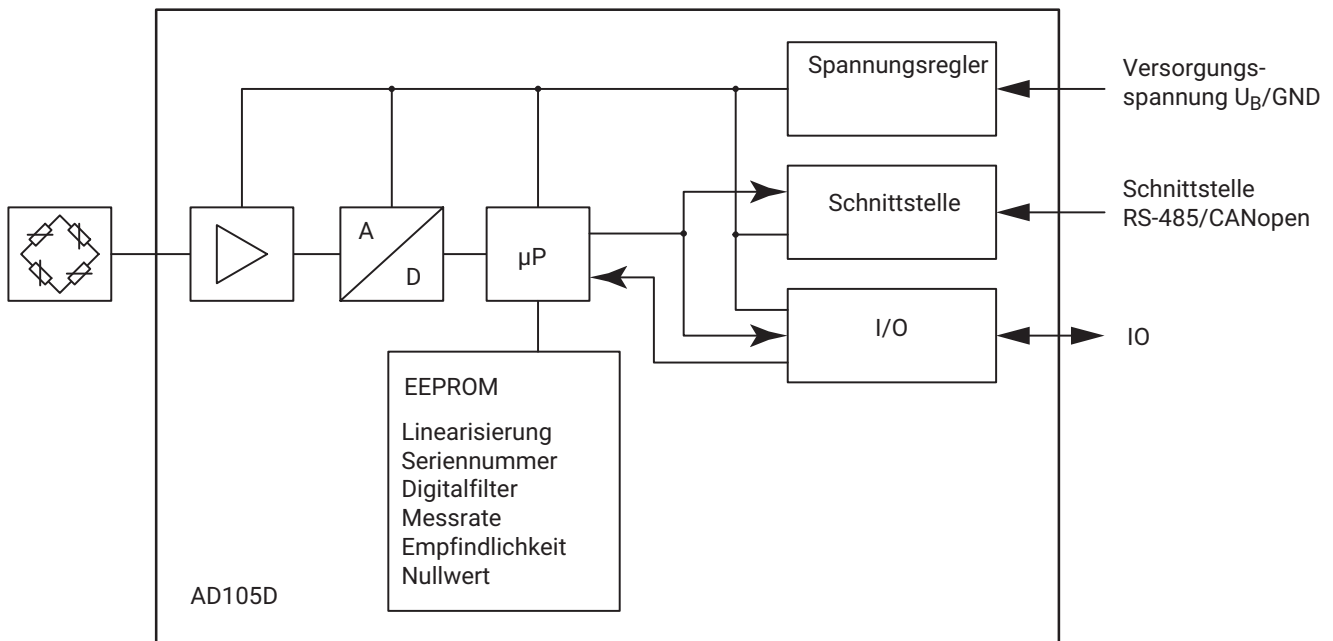 Spannungsregler
Versorgungs-
spannung UB/GND
Schnittstelle
Schnittstelle
RS-485/CANopen
A
D
µP
I/O
IO
EEPROM
Linearisierung
Seriennummer
Digitalfilter
Messrate
Empfindlichkeit
Nullwert
AD105D